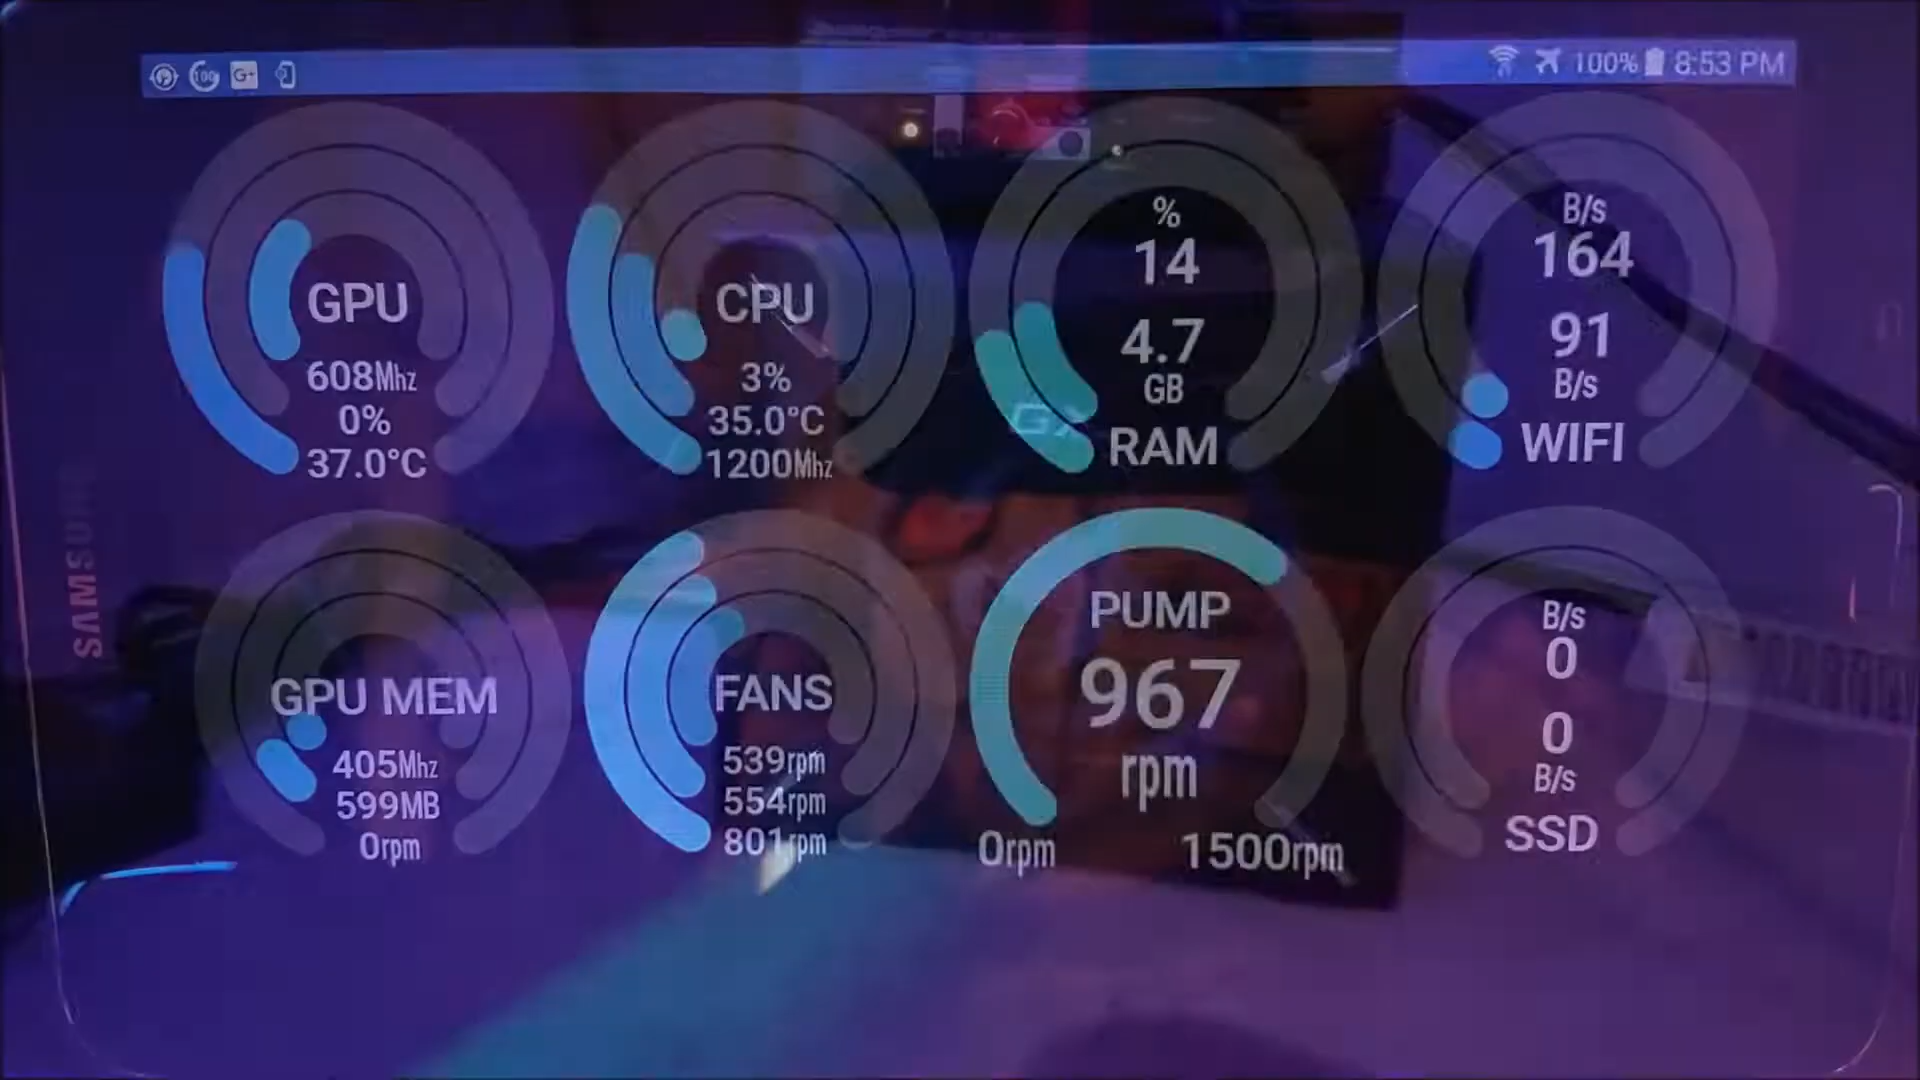 100 G+ 100% 8:53 PM
GPU
608Mhz
0%
37.0°C
CPU
3%
35.0°C
1200Mhz
%
14
4.7
GB
RAM
B/s
164
91
B/s
WIFI
SAMSUNG
GPU MEM
405Mhz
599MB
0rpm
FANS
539rpm
554rpm
801rpm
PUMP
967
rpm
0rpm 1500rpm
B/s
0
0
B/s
SSD